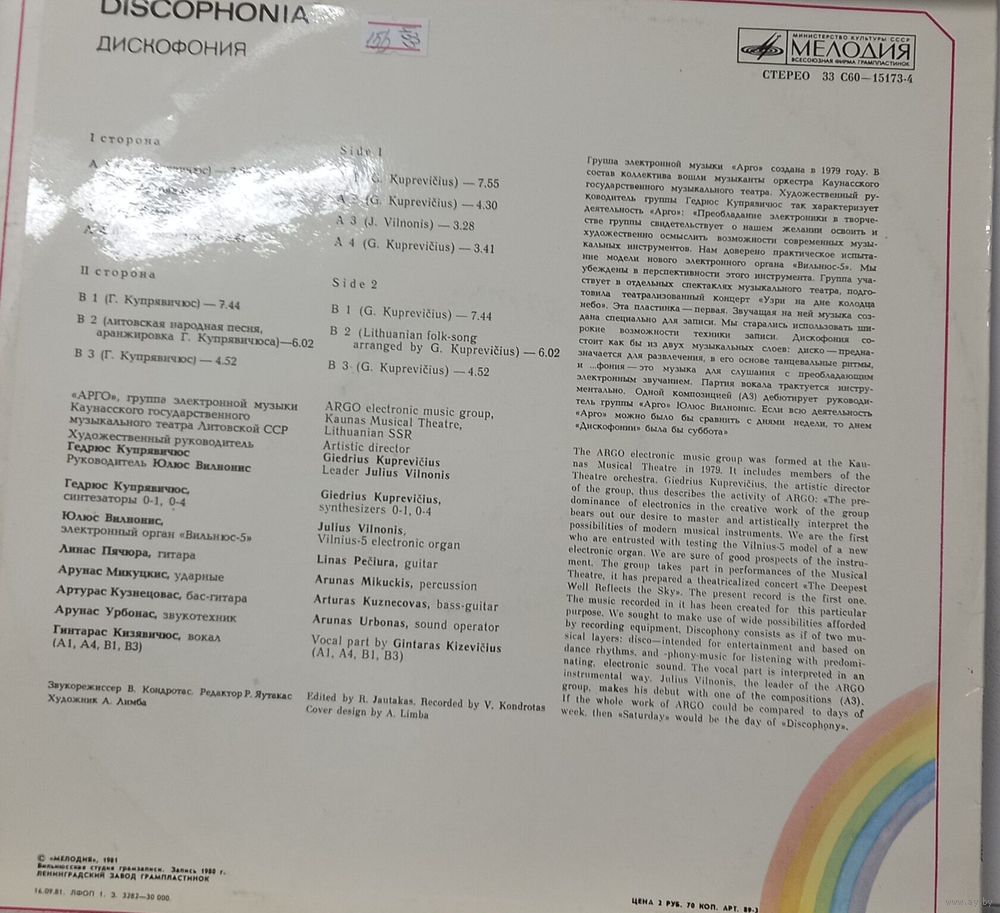 DISCOPHONIA
ДИСКОФОНИЯ
МИНИСТЕРСТВО КУЛЬТУРЫ СССР
МЕЛОДИЯ
ВСЕСОЮЗНАЯ ФИРМА ГРАМПЛАСТИНОК
СТЕРЕО 33 С60—15173-4
I сторона
Side 1
Kuprevičius) — 7.55
(G. Kuprevičius) — 4.30
A 3 (J. Vilnonis) — 3.28
A 4 (G. Kuprevičius) — 3.41
II сторона
B 1 (Г. Купрявичюс) — 7.44
B 2 (литовская народная песня,
аранжировка Г. Купрявичюса)—6.02
B 3 (Г. Купрявичюс) — 4.52
Side 2
B 1 (G. Kuprevičius) — 7.44
B 2 (Lithuanian folk-song
arranged by G. Kuprevičius) — 6.02
B 3 (G. Kuprevičius) — 4.52
«АРГО», группа электронной музыки
Каунасского государственного
музыкального театра Литовской ССР
Художественный руководитель
Гедрюс Купрявичюс
Руководитель Юлюс Вилнонис
Гедрюс Купрявичюс,
синтезаторы 0-1, 0-4
Юлюс Вилнонис,
электронный орган «Вильнюс-5»
Линас Пячюра, гитара
Арунас Микуцкис, ударные
Артурас Кузнецовас, бас-гитара
Арунас Урбонас, звукотехник
Гинтарас Кизявичюс, вокал
(А1, А4, В1, В3)
ARGO electronic music group,
Kaunas Musical Theatre,
Lithuanian SSR
Artistic director
Giedrius Kuprevičius
Leader Julius Vilnonis
Giedrius Kuprevičius,
synthesizers 0-1, 0-4
Julius Vilnonis,
Vilnius-5 electronic organ
Linas Pečiura, guitar
Arunas Mikuckis, percussion
Arturas Kuznecovas, bass-guitar
Arunas Urbonas, sound operator
Vocal part by Gintaras Kizevičius
(A1, A4, B1, B3)
Звукорежиссер В. Кондротас. Редактор Р. Яутакас
Художник А. Лимба
Edited by R. Jautakas. Recorded by V. Kondrotas
Cover design by A. Limba
Группа электронной музыки «Арго» создана в 1979 году. В
состав коллектива вошли музыканты оркестра Каунасского
государственного музыкального театра. Художественный ру-
ководитель группы Гедрюс Купрявичюс так характеризует
деятельность «Арго»: «Преобладание электроники в творче-
стве группы свидетельствует о нашем желании освоить и
художественно осмыслить возможности современных музы-
кальных инструментов. Нам доверено практическое испыта-
ние модели нового электронного органа «Вильнюс-5». Мы
убеждены в перспективности этого инструмента. Группа уча-
ствует в отдельных спектаклях музыкального театра, подго-
товила театрализованный концерт «Узри на дне колодца
небо». Эта пластинка — первая. Звучащая на ней музыка соз-
дана специально для записи. Мы старались использовать ши-
рокие возможности техники записи. Дискофония со-
стоит как бы из двух музыкальных слоев: диско — предна-
значается для развлечения, в его основе танцевальные ритмы,
и ...фония — это музыка для слушания с преобладающим
электронным звучанием. Партия вокала трактуется инстру-
ментально. Одной композицией (А3) дебютирует руководи-
тель группы «Арго» Юлюс Вилнонис. Если всю деятельность
«Арго» можно было бы сравнить с днями недели, то днем
«Дискофонии» была бы суббота»
The ARGO electronic music group was formed at the Kau-
nas Musical Theatre in 1979. It includes members of the
Theatre orchestra. Giedrius Kuprevičius, the artistic director
of the group, thus describes the activity of ARGO: «The pre-
dominance of electronics in the creative work of the group
bears out our desire to master and artistically interpret the
possibilities of modern musical instruments. We are the first
who are entrusted with testing the Vilnius-5 model of a new
electronic organ. We are sure of good prospects of the instru-
ment. The group takes part in performances of the Musical
Theatre, it has prepared a theatricalized concert «The Deepest
Well Reflects the Sky». The present record is the first one.
The music recorded in it has been created for this particular
purpose. We sought to make use of wide possibilities afforded
by recording equipment. Discophony consists as if of two mu-
sical layers: disco—intended for entertainment and based on
dance rhythms, and -phony-music for listening with predomi-
nating, electronic sound. The vocal part is interpreted in an
instrumental way. Julius Vilnonis, the leader of the ARGO
group, makes his debut with one of the compositions (A3).
If the whole work of ARGO could be compared to days of
week, then «Saturday» would be the day of «Discophony».
© «МЕЛОДИЯ», 1981
Вильнюсская студия грамзаписи. Запись 1980 г.
ЛЕНИНГРАДСКИЙ ЗАВОД ГРАМПЛАСТИНОК
16.09.81. ЛФОП 1. З. 3282—30 000.
ЦЕНА 2 РУБ. 70 КОП. АРТ. 89-3
www.ay.by